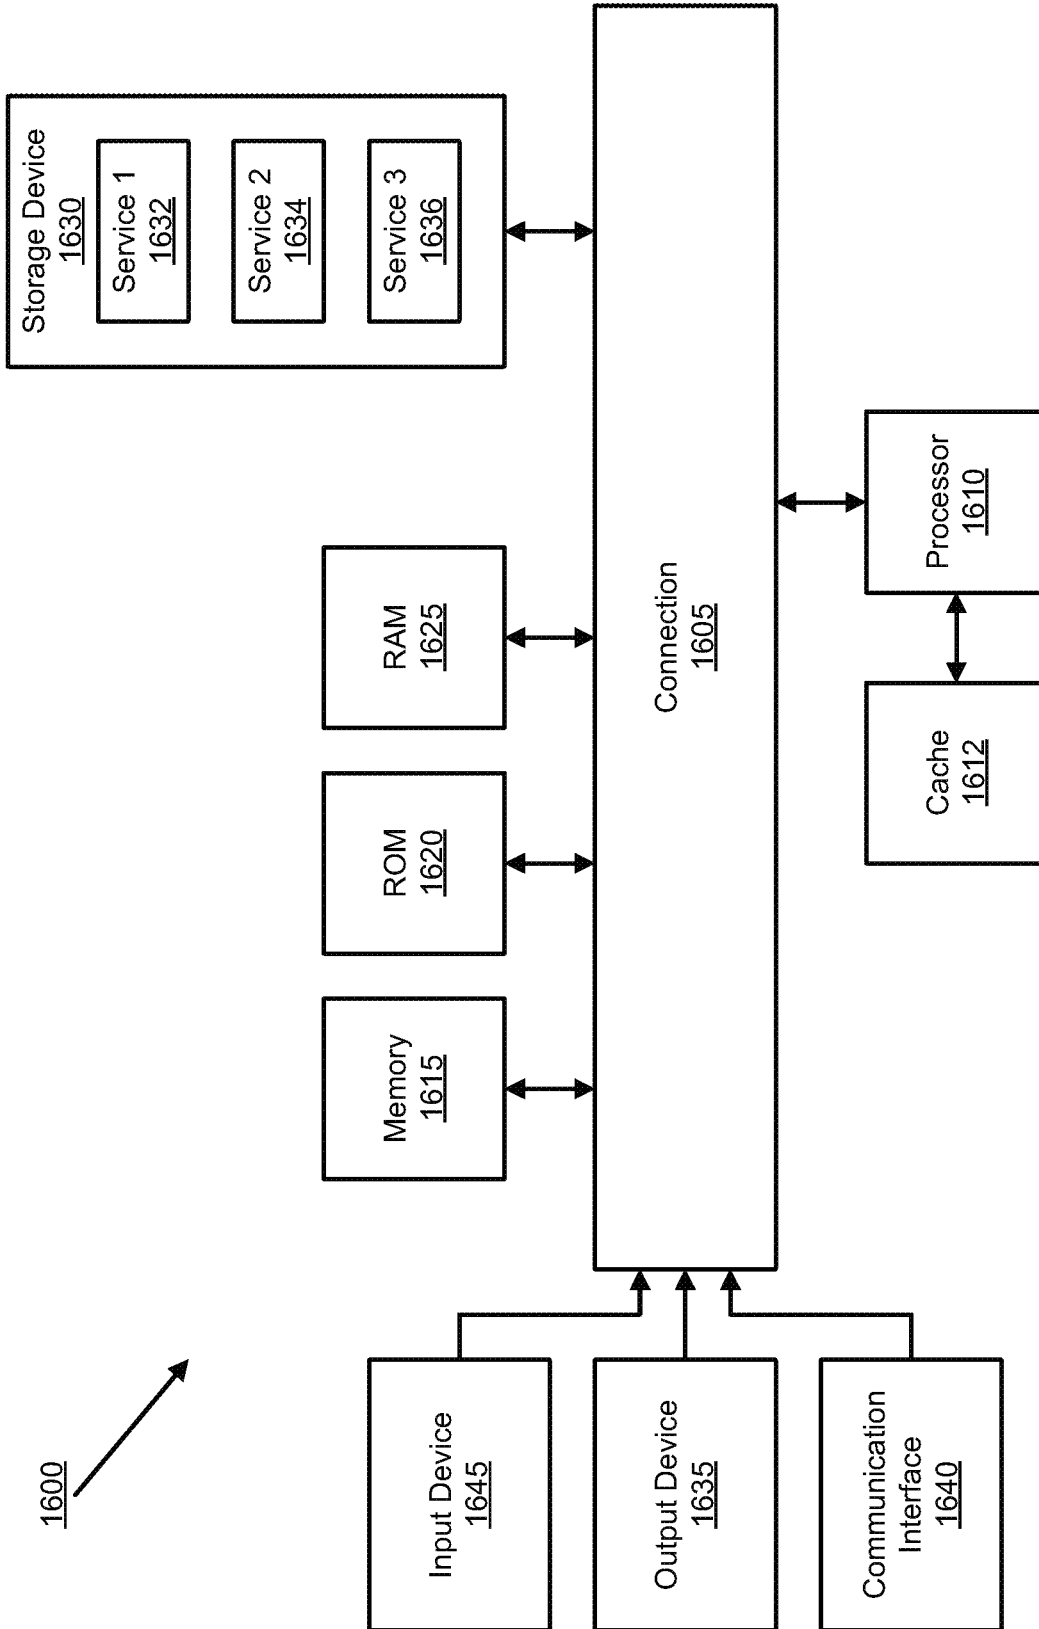 1600
Input Device
1645
Output Device
1635
Communication
Interface
1640
Memory
1615
ROM
1620
RAM
1625
Storage Device
1630
Service 1
1632
Service 2
1634
Service 3
1636
Connection
1605
Cache
1612
Processor
1610